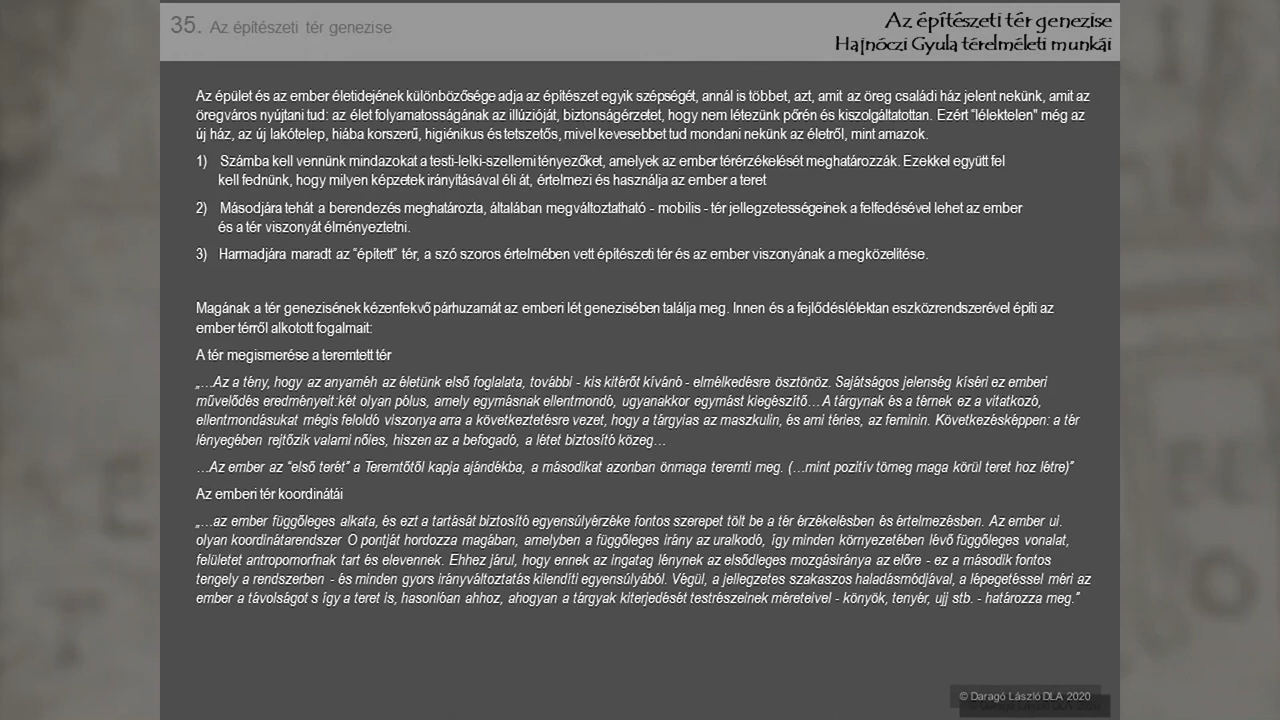 35. Az építészeti tér genezise
Az építészeti tér genezise
Hajnóczi Gyula térelméleti munkái
Az épület és az ember életidejének különbözősége adja az építészet egyik szépségét, annál is többet, azt, amit az öreg családi ház jelent nekünk, amit az
öregváros nyújtani tud: az élet folyamatosságának az illúzióját, biztonságérzetet, hogy nem létezünk pőrén és kiszolgáltatottan. Ezért "lélektelen" még az
új ház, az új lakótelep, hiába korszerű, higiénikus és tetszetős, mivel kevesebbet tud mondani nekünk az életről, mint amazok.
1) Számba kell vennünk mindazokat a testi-lelki-szellemi tényezőket, amelyek az ember térérzékelését meghatározzák. Ezekkel együtt fel
kell fednünk, hogy milyen képzetek irányításával éli át, értelmezi és használja az ember a teret
2) Másodjára tehát a berendezés meghatározta, általában megváltoztatható - mobilis - tér jellegzetességeinek a felfedésével lehet az ember
és a tér viszonyát élményeztetni.
3) Harmadjára maradt az "épített" tér, a szó szoros értelmében vett építészeti tér és az ember viszonyának a megközelítése.
Magának a tér genezisének kézenfekvő párhuzamát az emberi lét genezisében találja meg. Innen és a fejlődéslélektan eszközrendszerével építi az
ember térről alkotott fogalmait:
A tér megismerése a teremtett tér
„…Az a tény, hogy az anyaméh az életünk első foglalata, további - kis kitérőt kívánó - elmélkedésre ösztönöz. Sajátságos jelenség kíséri ez emberi
művelődés eredményeit:két olyan pólus, amely egymásnak ellentmondó, ugyanakkor egymást kiegészítő… A tárgynak és a térnek ez a vitatkozó,
ellentmondásukat mégis feloldó viszonya arra a következtetésre vezet, hogy a tárgyias az maszkulin, és ami téries, az feminin. Következésképpen: a tér
lényegében rejtőzik valami nőies, hiszen az a befogadó, a létet biztosító közeg…
…Az ember az "első terét" a Teremtőtől kapja ajándékba, a másodikat azonban önmaga teremti meg. (…mint pozitív tömeg maga körül teret hoz létre)"
Az emberi tér koordinátái
„…az ember függőleges alkata, és ezt a tartását biztosító egyensúlyérzéke fontos szerepet tölt be a tér érzékelésben és értelmezésben. Az ember ui.
olyan koordinátarendszer O pontját hordozza magában, amelyben a függőleges irány az uralkodó, így minden környezetében lévő függőleges vonalat,
felületet antropomorfnak tart és elevennek. Ehhez járul, hogy ennek az ingatag lénynek az elsődleges mozgásiránya az előre - ez a második fontos
tengely a rendszerben - és minden gyors irányváltoztatás kilendíti egyensúlyából. Végül, a jellegzetes szakaszos haladásmódjával, a lépegetéssel méri az
ember a távolságot s így a teret is, hasonlóan ahhoz, ahogyan a tárgyak kiterjedését testrészeinek méreteivel - könyök, tenyér, ujj stb. - határozza meg."
© Daragó László DLA 2020